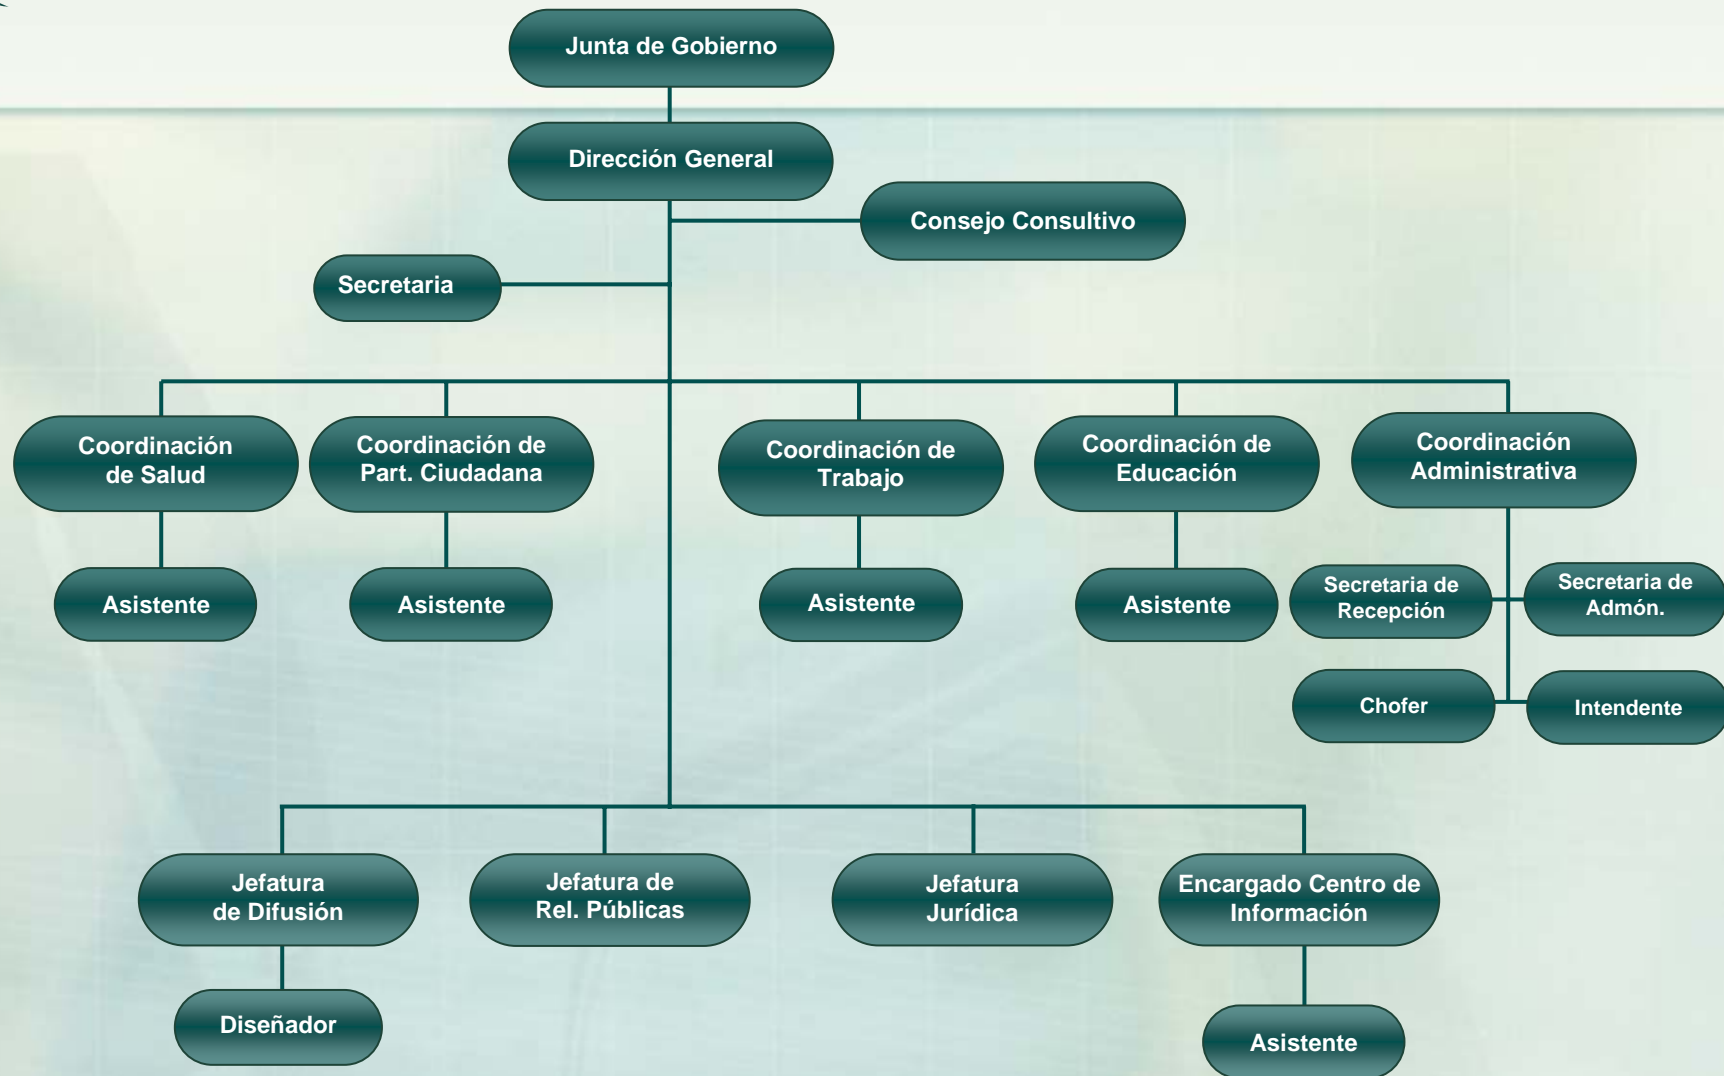 Junta de Gobierno
Dirección General
Consejo Consultivo
Secretaria
Coordinación
de Salud
Coordinación de
Part. Ciudadana
Coordinación de
Trabajo
Coordinación de
Educación
Coordinación
Administrativa
Asistente
Asistente
Asistente
Asistente
Secretaria de
Recepción
Secretaria de
Admón.
Chofer
Intendente
Jefatura
de Difusión
Jefatura de
Rel. Públicas
Jefatura
Jurídica
Encargado Centro de
Información
Diseñador
Asistente